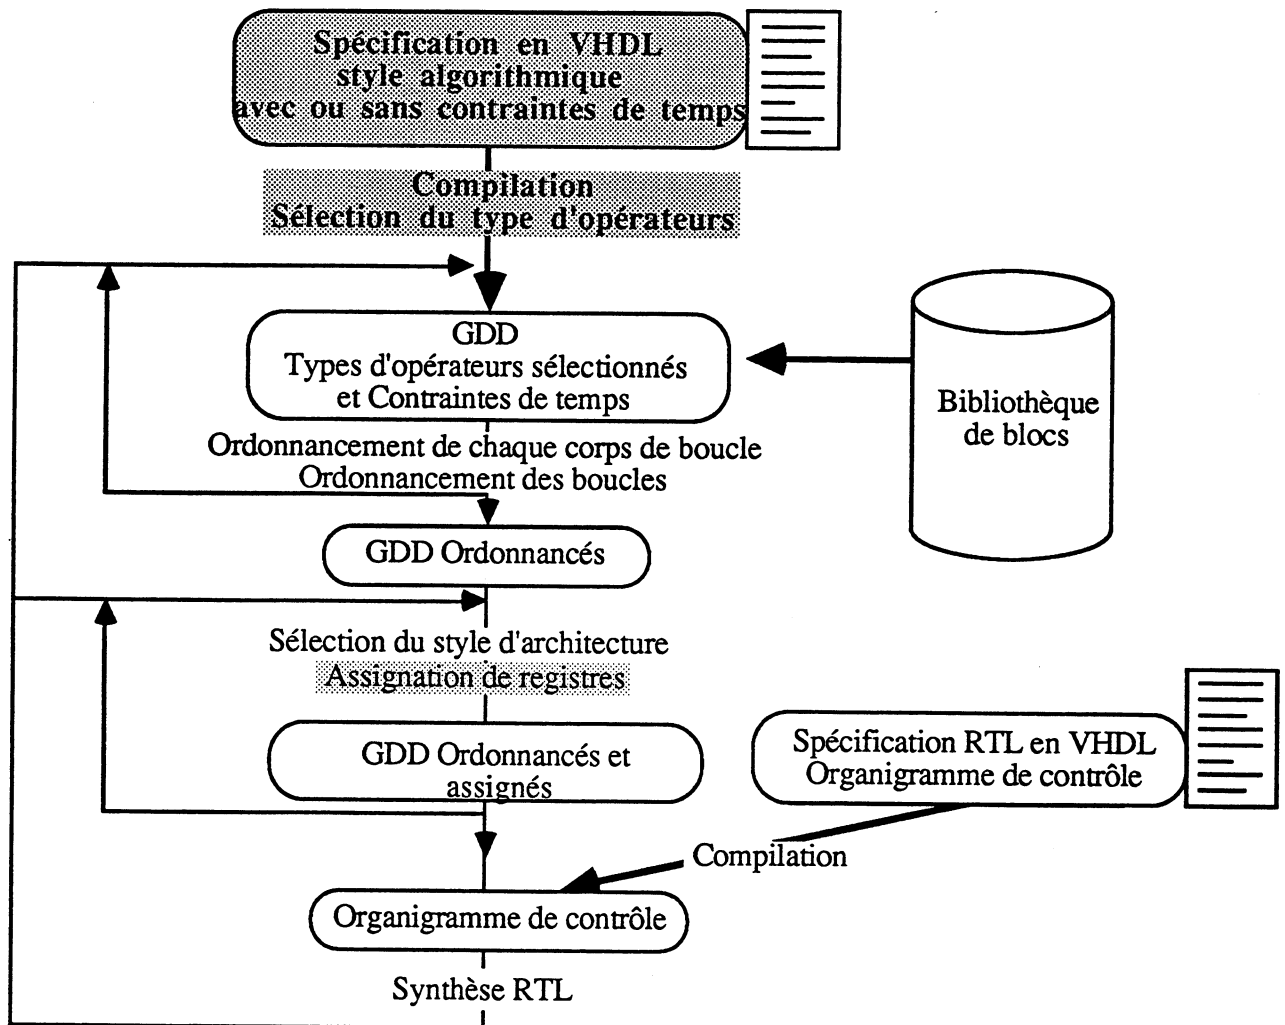 Spécification en VHDL
style algorithmique
avec ou sans contraintes de temps
Compilation
Sélection du type d'opérateurs
GDD
Types d'opérateurs sélectionnés
et Contraintes de temps
Bibliothèque
de blocs
Ordonnancement de chaque corps de boucle
Ordonnancement des boucles
GDD Ordonnancés
Sélection du style d'architecture
Assignation de registres
GDD Ordonnancés et
assignés
Spécification RTL en VHDL
Organigramme de contrôle
Compilation
Organigramme de contrôle
Synthèse RTL